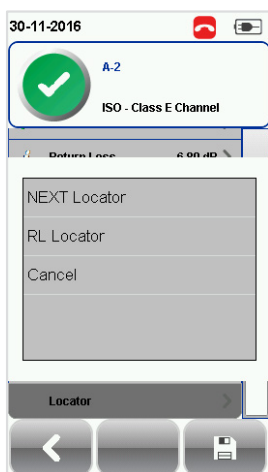 30-11-2016
A-2
ISO - Class E Channel
Return Loss 6.80 dB
NEXT Locator
RL Locator
Cancel
Locator